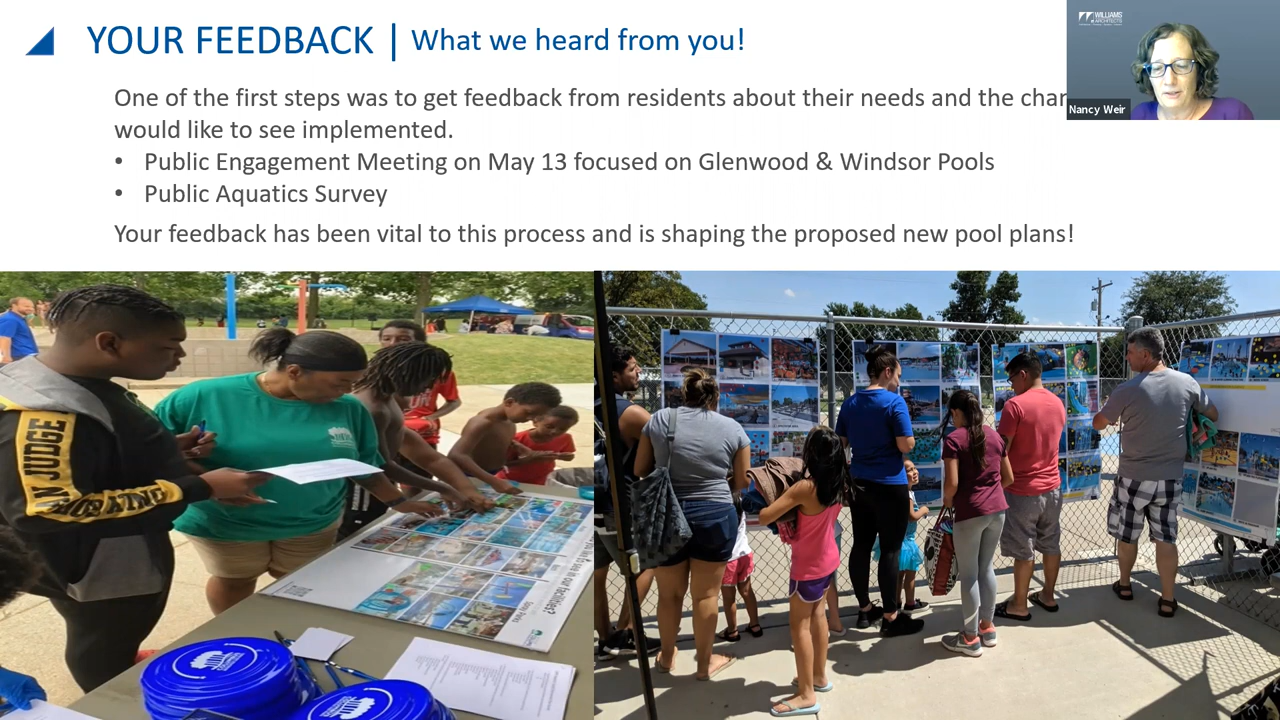 YOUR FEEDBACK | What we heard from you!
WILLIAMS
ARCHITECTS
Nancy Weir
One of the first steps was to get feedback from residents about their needs and the
would like to see implemented.
• Public Engagement Meeting on May 13 focused on Glenwood & Windsor Pools
• Public Aquatics Survey
Your feedback has been vital to this process and is shaping the proposed new pool plans!
N JUDGE